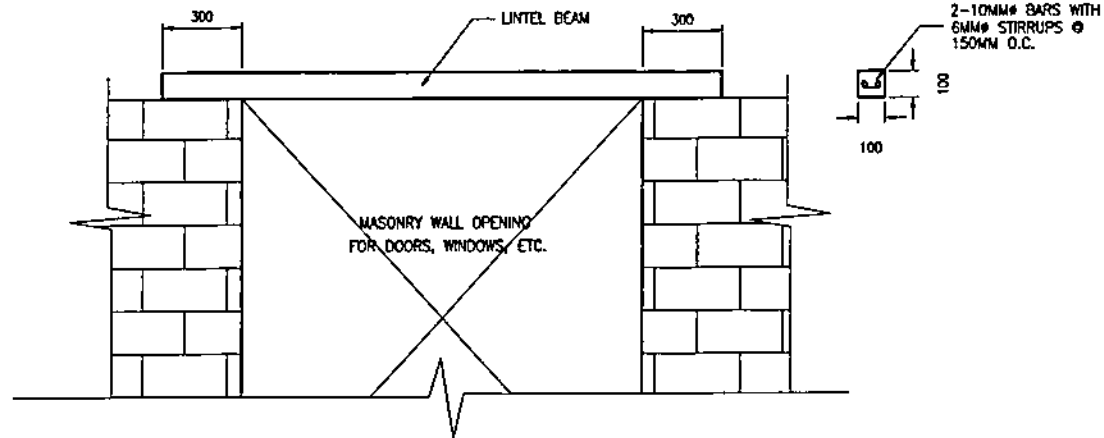 300
LINTEL BEAM
300
2-10MMø BARS WITH
6MMø STIRRUPS @
150MM O.C.
100
100
MASONRY WALL OPENING
FOR DOORS, WINDOWS, ETC.